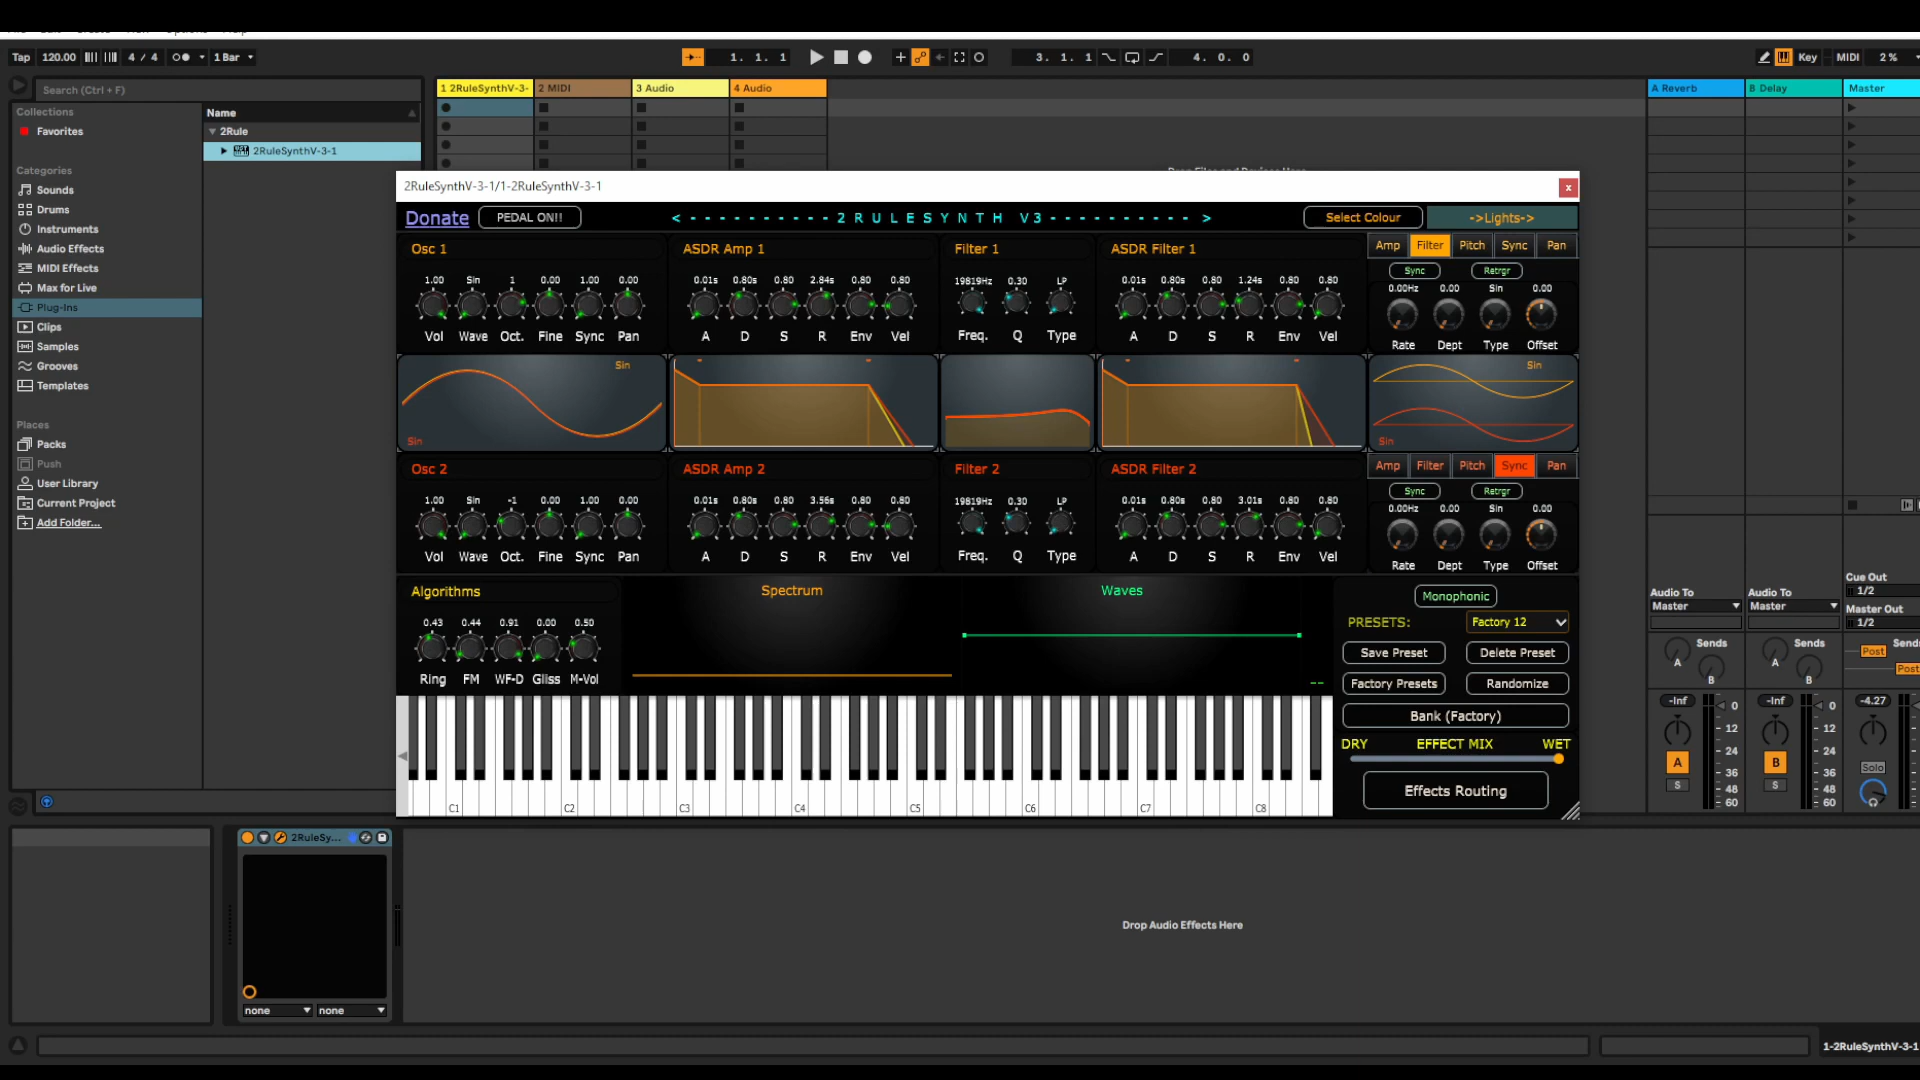 Tap 120.00 4 / 4 1 Bar 1. 1. 1 3. 1. 1 4. 0. 0 Key MIDI 2 %
Search (Ctrl + F)
1 2RuleSynthV-3- 2 MIDI 3 Audio 4 Audio A Reverb B Delay Master
Collections Name
Favorites 2Rule
2RuleSynthV-3-1
Categories
Sounds
Drums
Instruments
Audio Effects
MIDI Effects
Max for Live
Plug-Ins
Clips
Samples
Grooves
Templates
Places
Packs
Push
User Library
Current Project
Add Folder...
2RuleSynthV-3-1/1-2RuleSynthV-3-1 x
Donate PEDAL ON!! < - - - - - - - - - - 2 R U L E S Y N T H V 3 - - - - - - - - - - > Select Colour ->Lights->
Osc 1 ASDR Amp 1 Filter 1 ASDR Filter 1 Amp Filter Pitch Sync Pan
Sync Retrgr
1.00 Sin 1 0.00 1.00 0.00 0.01s 0.80s 0.80 2.84s 0.80 0.80 19819Hz 0.30 LP 0.01s 0.80s 0.80 1.24s 0.80 0.80 0.00Hz 0.00 Sin 0.00
Vol Wave Oct. Fine Sync Pan A D S R Env Vel Freq. Q Type A D S R Env Vel Rate Dept Type Offset
Sin Sin
Sin Sin
Osc 2 ASDR Amp 2 Filter 2 ASDR Filter 2 Amp Filter Pitch Sync Pan
Sync Retrgr
1.00 Sin -1 0.00 1.00 0.00 0.01s 0.80s 0.80 3.56s 0.80 0.80 19819Hz 0.30 LP 0.01s 0.80s 0.80 3.01s 0.80 0.80 0.00Hz 0.00 Sin 0.00
Vol Wave Oct. Fine Sync Pan A D S R Env Vel Freq. Q Type A D S R Env Vel Rate Dept Type Offset
Algorithms Spectrum Waves Monophonic
0.43 0.44 0.91 0.00 0.50 PRESETS: Factory 12
Save Preset Delete Preset
Ring FM WF-D Gliss M-Vol -- Factory Presets Randomize
Bank (Factory)
DRY EFFECT MIX WET
Effects Routing
C1 C2 C3 C4 C5 C6 C7 C8
Cue Out
Audio To Audio To 1/2
Master Master Master Out
1/2
Sends Sends Sends
A A Post
B B Post
-Inf -Inf -4.27
0 0
12 12
24 24
A B 36 36 Solo
S S 48 48
60 60
2RuleSy...
Drop Audio Effects Here
none none
1-2RuleSynthV-3-1